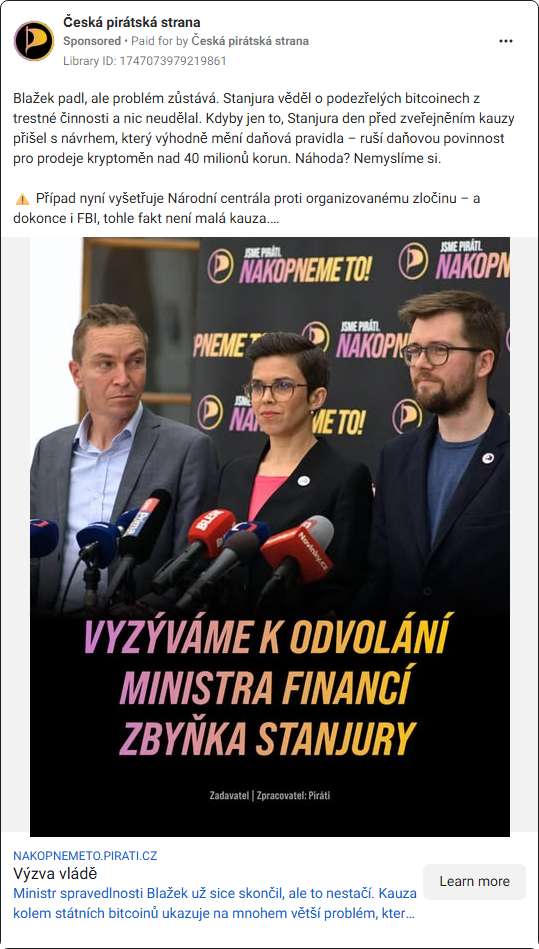 Česká pirátská strana
Sponsored • Paid for by Česká pirátská strana
Library ID: 1747073979219861
Blažek padl, ale problém zůstává. Stanjura věděl o podezřelých bitcoinech z
trestné činnosti a nic neudělal. Kdyby jen to, Stanjura den před zveřejněním kauzy
přišel s návrhem, který výhodně mění daňová pravidla – ruší daňovou povinnost
pro prodeje kryptoměn nad 40 milionů korun. Náhoda? Nemyslíme si.
⚠️ Případ nyní vyšetřuje Národní centrála proti organizovanému zločinu – a
dokonce i FBI, tohle fakt není malá kauza....
JSME PIRÁTI.
NAKOPNEME TO!
JSME PIRÁTI.
NAKOPN
PNEME TO!
JSME PIRÁTI.
NAKOP
JSME
NA
ME TO!
NAKOPN
Prima
BLESK
Novinky.cz
VYZÝVÁME K ODVOLÁNÍ
MINISTRA FINANCÍ
ZBYŇKA STANJURY
Zadavatel | Zpracovatel: Piráti
NAKOPNEMETO.PIRATI.CZ
Výzva vládě
Ministr spravedlnosti Blažek už sice skončil, ale to nestačí. Kauza
kolem státních bitcoinů ukazuje na mnohem větší problém, kter...
Learn more